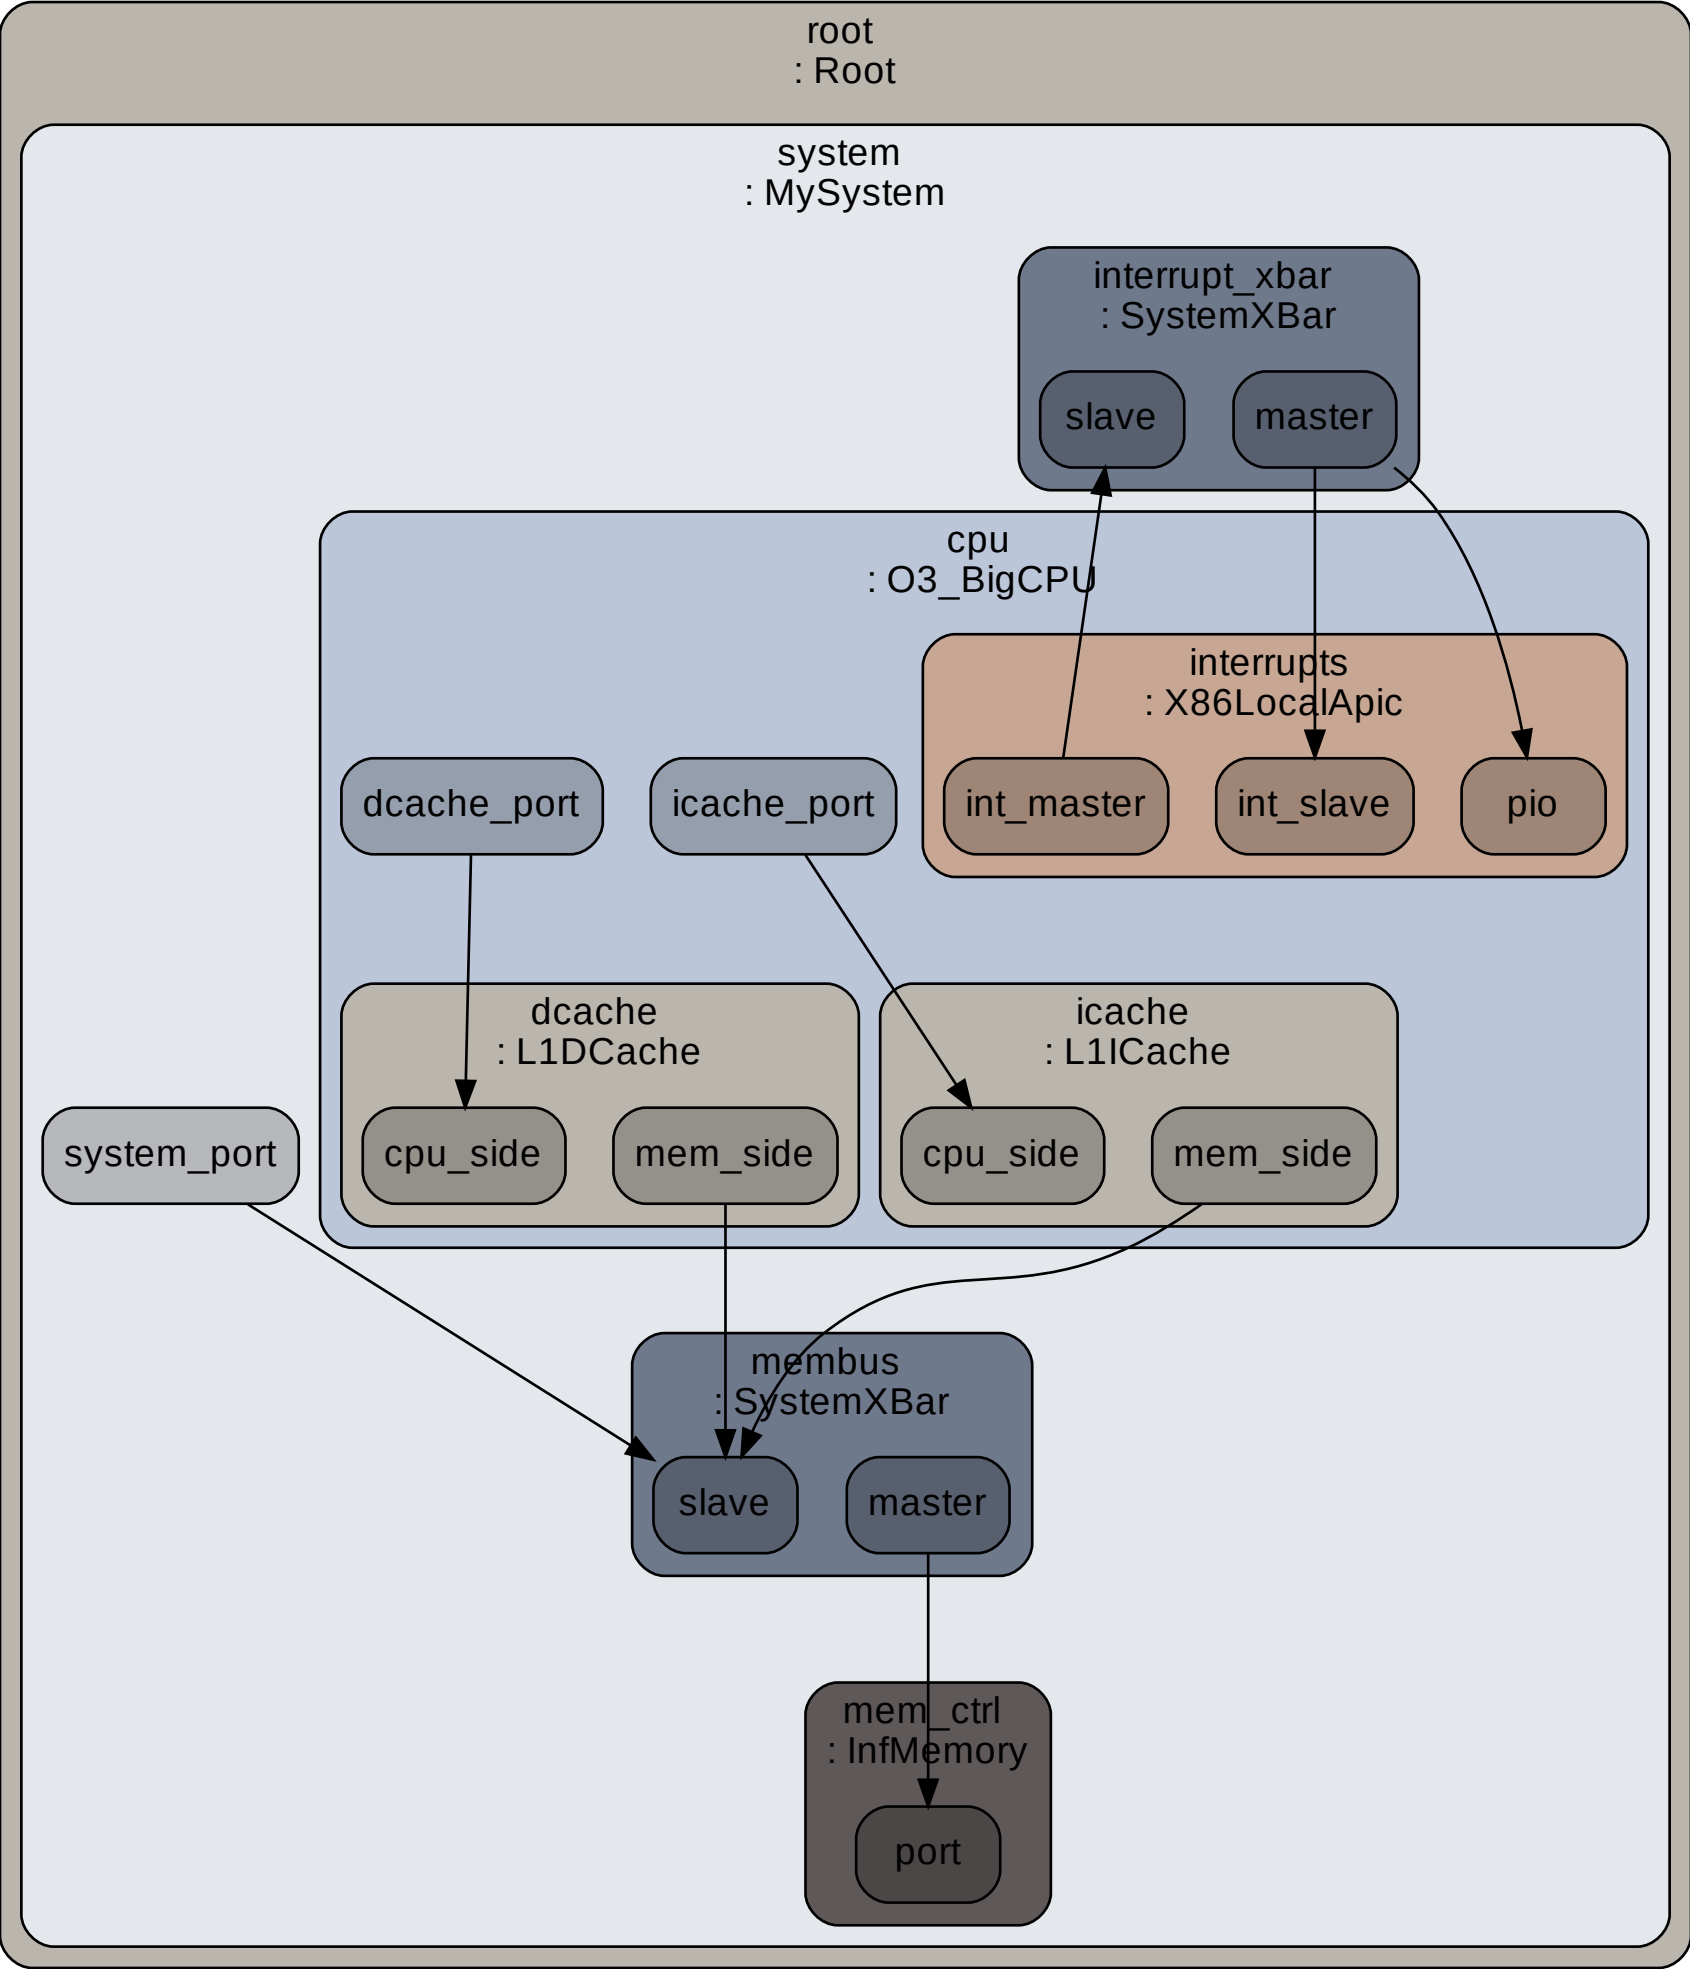 root
: Root
system
: MySystem
interrupt_xbar
: SystemXBar
slave
master
cpu
: O3_BigCPU
interrupts
: X86LocalApic
dcache_port
icache_port
int_master
int_slave
pio
dcache
: L1DCache
icache
: L1ICache
system_port
cpu_side
mem_side
cpu_side
mem_side
membus
: SystemXBar
slave
master
mem_ctrl
: InfMemory
port